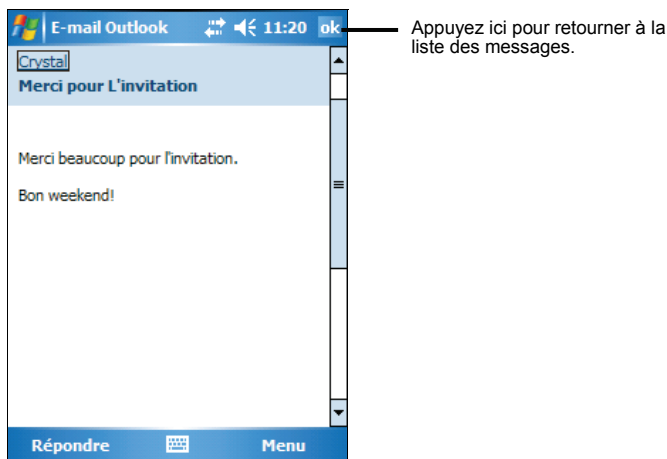 E-mail Outlook 11:20 ok
Crystal
Merci pour L'invitation
Merci beaucoup pour l'invitation.
Bon weekend!
Répondre Menu
Appuyez ici pour retourner à la
liste des messages.